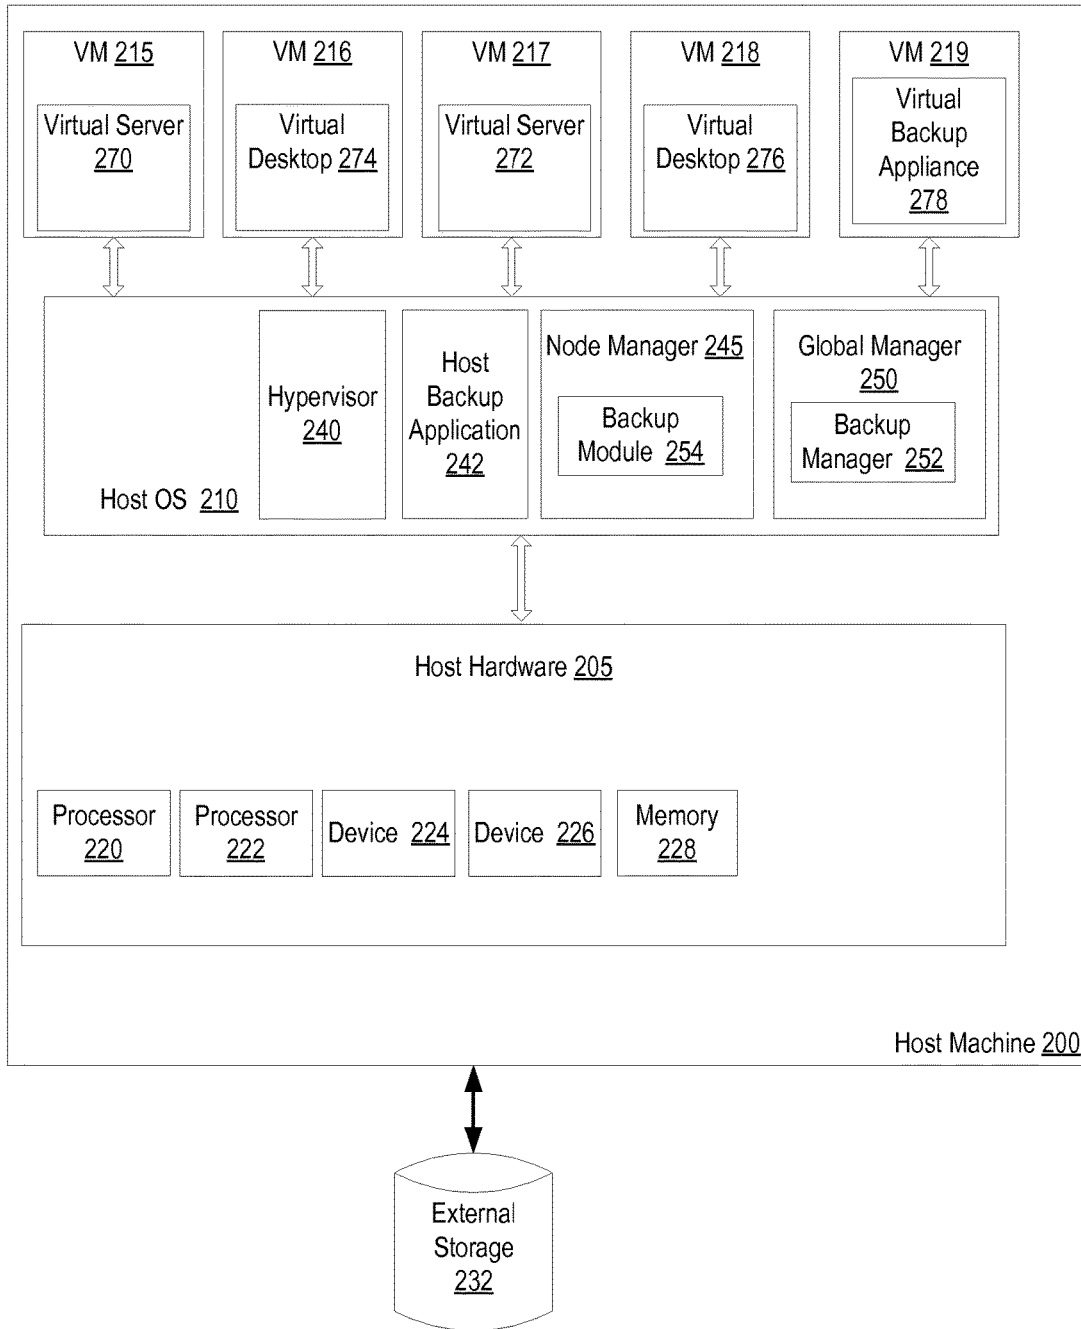 VM 215
VM 216
VM 217
VM 218
VM 219
Virtual Server
270
Virtual
Desktop 274
Virtual Server
272
Virtual
Desktop 276
Virtual
Backup
Appliance
278
Host OS 210
Hypervisor
240
Host
Backup
Application
242
Node Manager 245
Backup
Module 254
Global Manager
250
Backup
Manager 252
Host Hardware 205
Processor
220
Processor
222
Device 224
Device 226
Memory
228
Host Machine 200
External
Storage
232